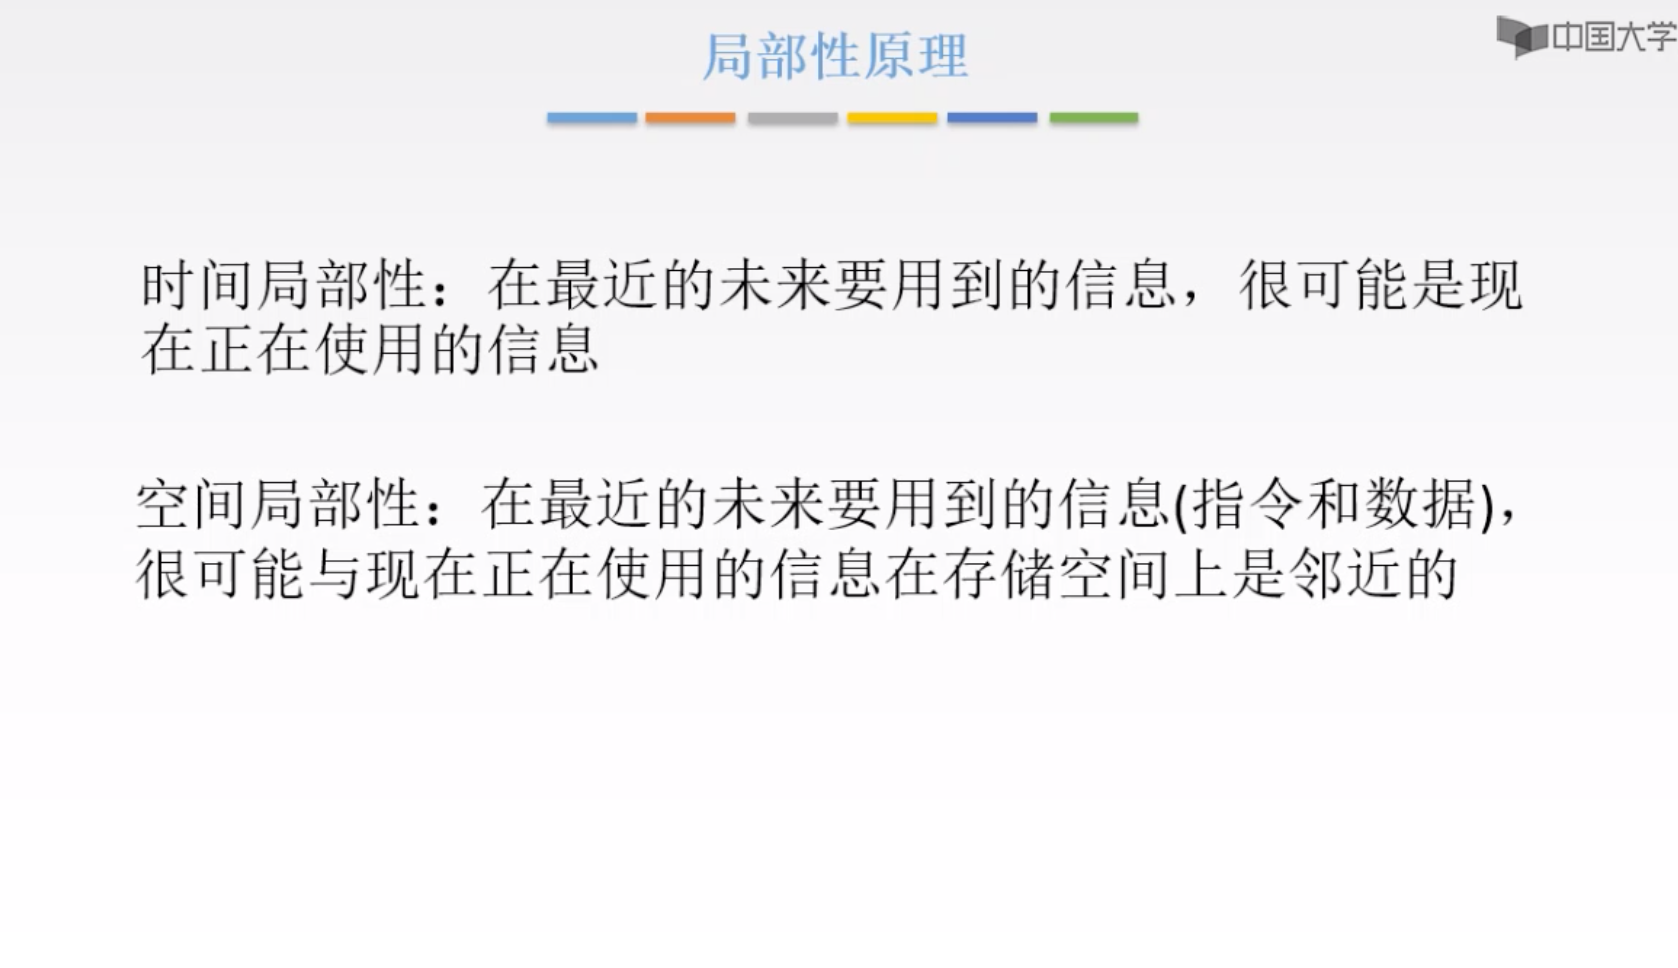 局部性原理
中国大学
时间局部性：在最近的未来要用到的信息，很可能是现
在正在使用的信息
空间局部性：在最近的未来要用到的信息(指令和数据)，
很可能与现在正在使用的信息在存储空间上是邻近的